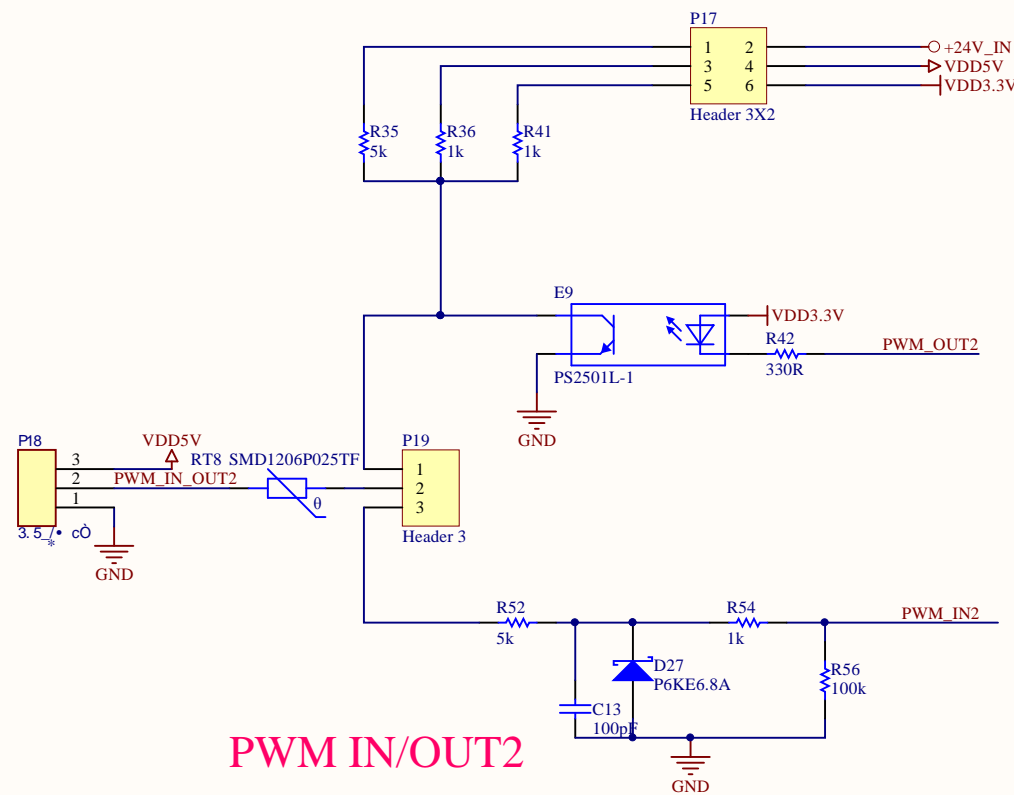 P17
1 2 +24V_IN
3 4 VDD5V
5 6 VDD3.3V
Header 3X2
R35 R36 R41
5k 1k 1k
E9
VDD3.3V
R42
PWM_OUT2
330R
PS2501L-1
GND
P18
VDD5V
P19
RT8 SMD1206P025TF
3
PWM_IN_OUT2
2
1
θ
1
2
3
3.5_/• cÒ
*
Header 3
GND
R52 R54 PWM_IN2
5k 1k
D27
P6KE6.8A
R56
100k
C13
100pF
PWM IN/OUT2
GND